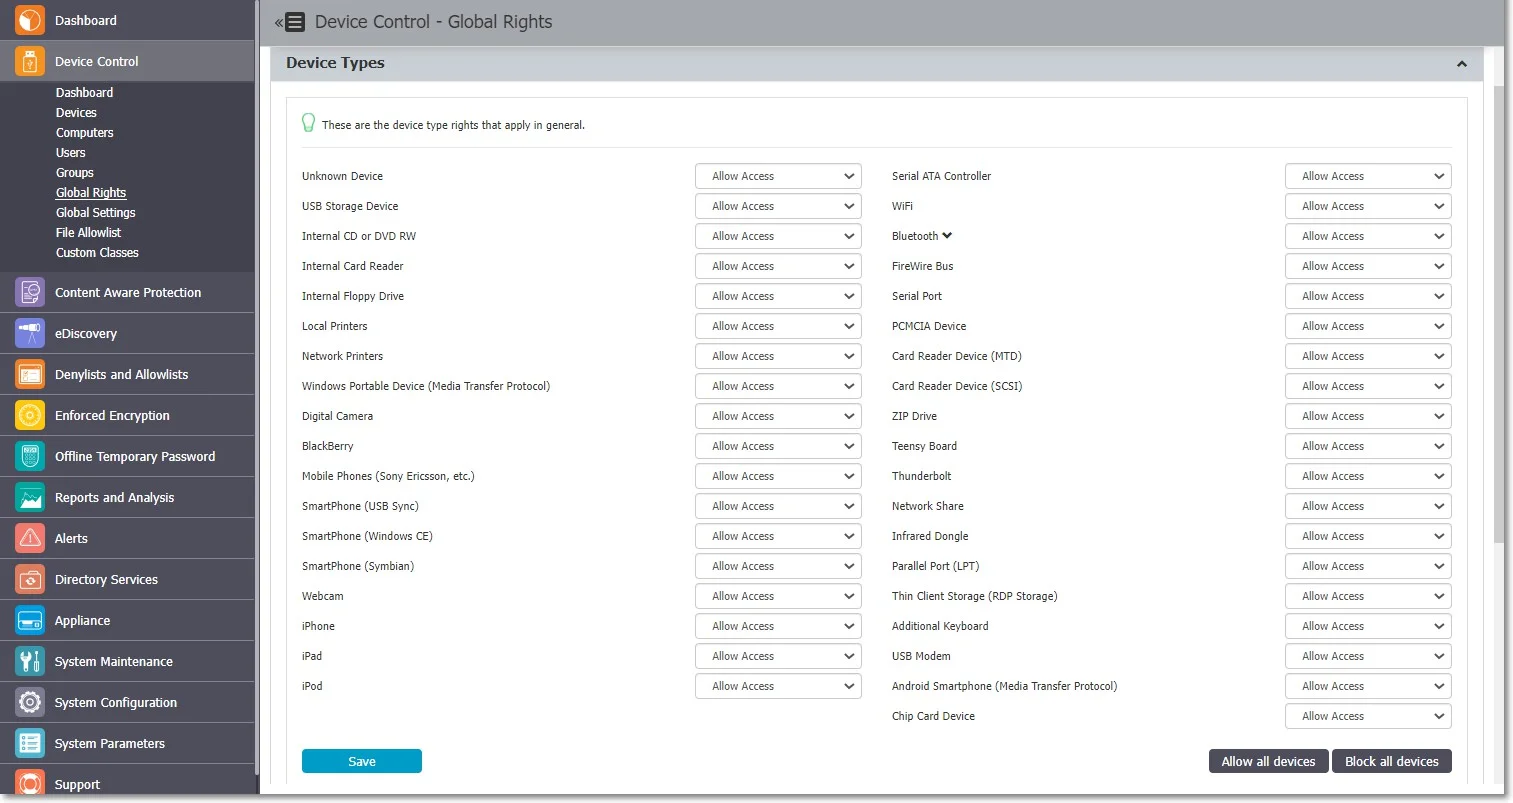 Dashboard
Device Control
Dashboard
Devices
Computers
Users
Groups
Global Rights
Global Settings
File Allowlist
Custom Classes
Content Aware Protection
eDiscovery
Denylists and Allowlists
Enforced Encryption
Offline Temporary Password
Reports and Analysis
Alerts
Directory Services
Appliance
System Maintenance
System Configuration
System Parameters
Support
Device Control - Global Rights
Device Types
These are the device type rights that apply in general.
Unknown Device Allow Access
USB Storage Device Allow Access
Internal CD or DVD RW Allow Access
Internal Card Reader Allow Access
Internal Floppy Drive Allow Access
Local Printers Allow Access
Network Printers Allow Access
Windows Portable Device (Media Transfer Protocol) Allow Access
Digital Camera Allow Access
BlackBerry Allow Access
Mobile Phones (Sony Ericsson, etc.) Allow Access
SmartPhone (USB Sync) Allow Access
SmartPhone (Windows CE) Allow Access
SmartPhone (Symbian) Allow Access
Webcam Allow Access
iPhone Allow Access
iPad Allow Access
iPod Allow Access
Serial ATA Controller Allow Access
WiFi Allow Access
Bluetooth Allow Access
FireWire Bus Allow Access
Serial Port Allow Access
PCMCIA Device Allow Access
Card Reader Device (MTD) Allow Access
Card Reader Device (SCSI) Allow Access
ZIP Drive Allow Access
Teensy Board Allow Access
Thunderbolt Allow Access
Network Share Allow Access
Infrared Dongle Allow Access
Parallel Port (LPT) Allow Access
Thin Client Storage (RDP Storage) Allow Access
Additional Keyboard Allow Access
USB Modem Allow Access
Android Smartphone (Media Transfer Protocol) Allow Access
Chip Card Device Allow Access
Save
Allow all devices
Block all devices